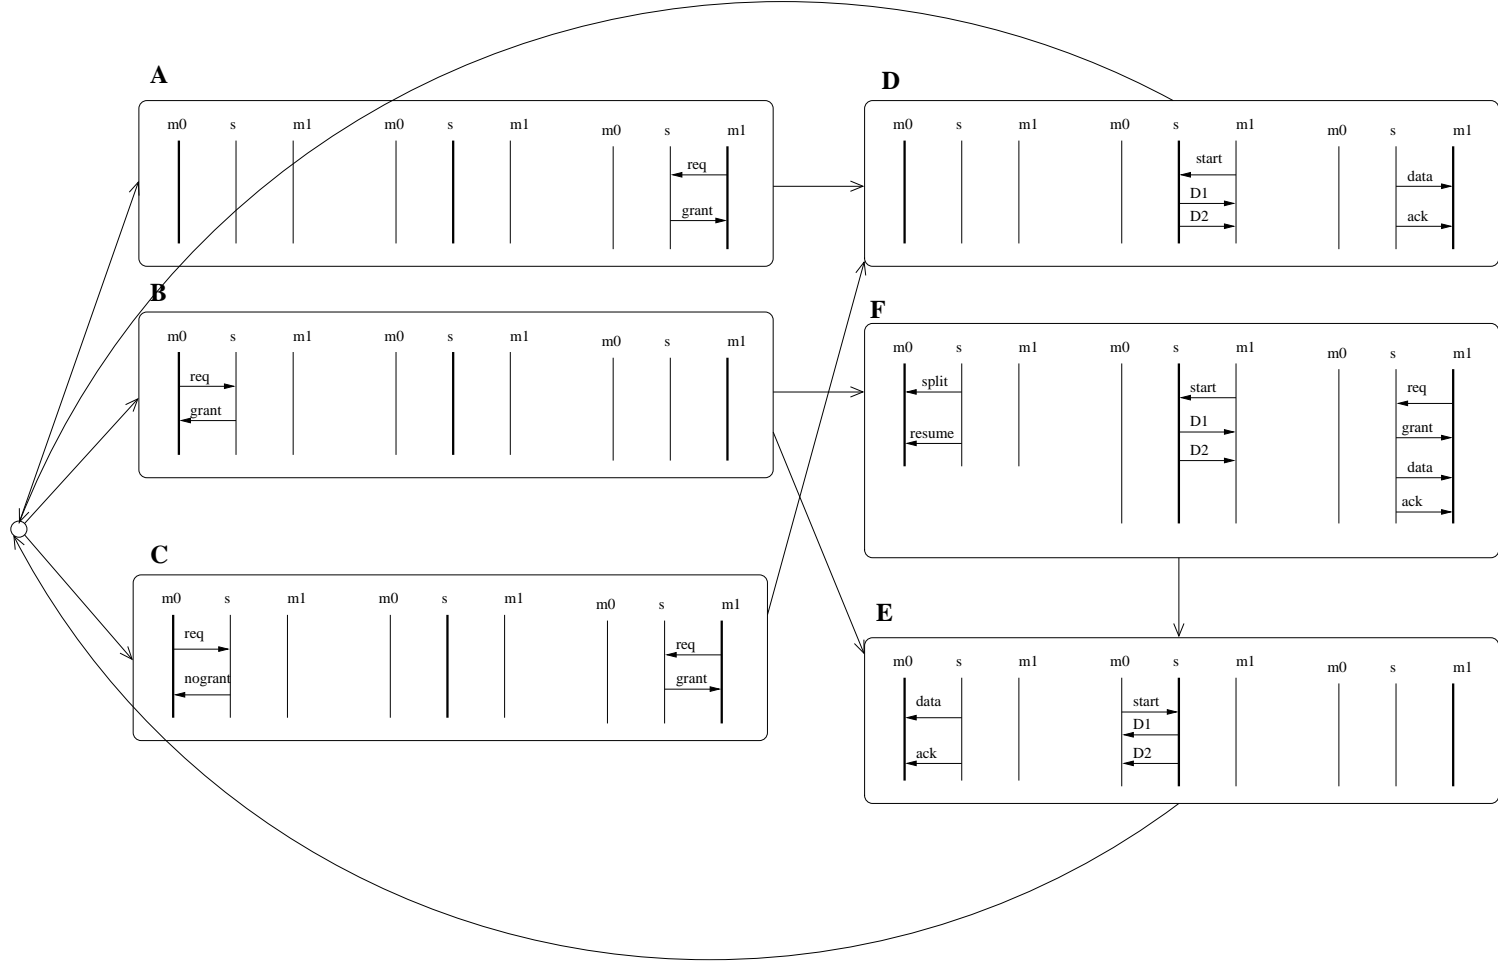 A
m0 s m1 m0 s m1 m0 s m1
req
grant
B
m0 s m1 m0 s m1 m0 s m1
req
grant
C
m0 s m1 m0 s m1 m0 s m1
req req
nogrant grant
D
m0 s m1 m0 s m1 m0 s m1
start data
D1
D2 ack
F
m0 s m1 m0 s m1 m0 s m1
split start req
resume D1 grant
D2 data
ack
E
m0 s m1 m0 s m1 m0 s m1
data start
D1
ack D2